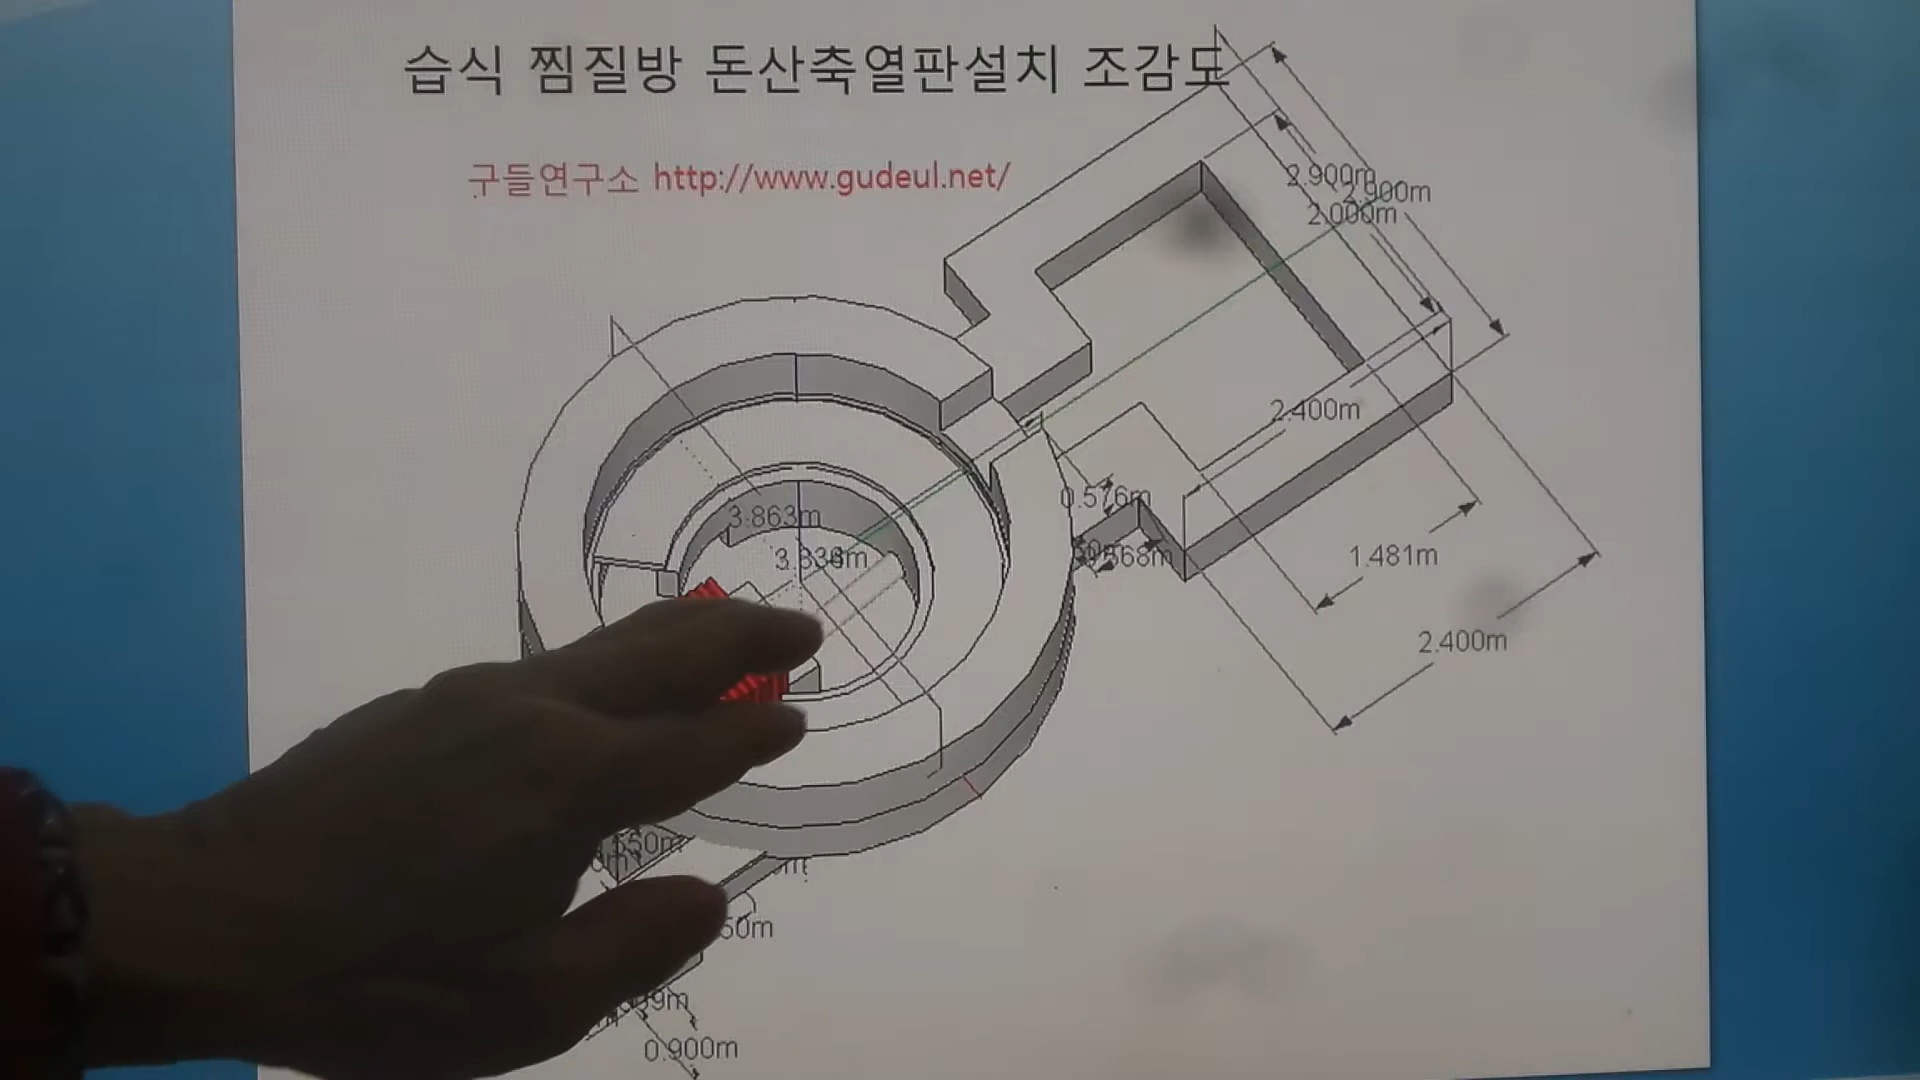 습식 찜질방 돈산축열판설치 조감도
구들연구소 http://www.gudeul.net/
2.900m
2.900m
2.000m
2.400m
0.576m
3.863m
1.481m
2.400m
0.900m